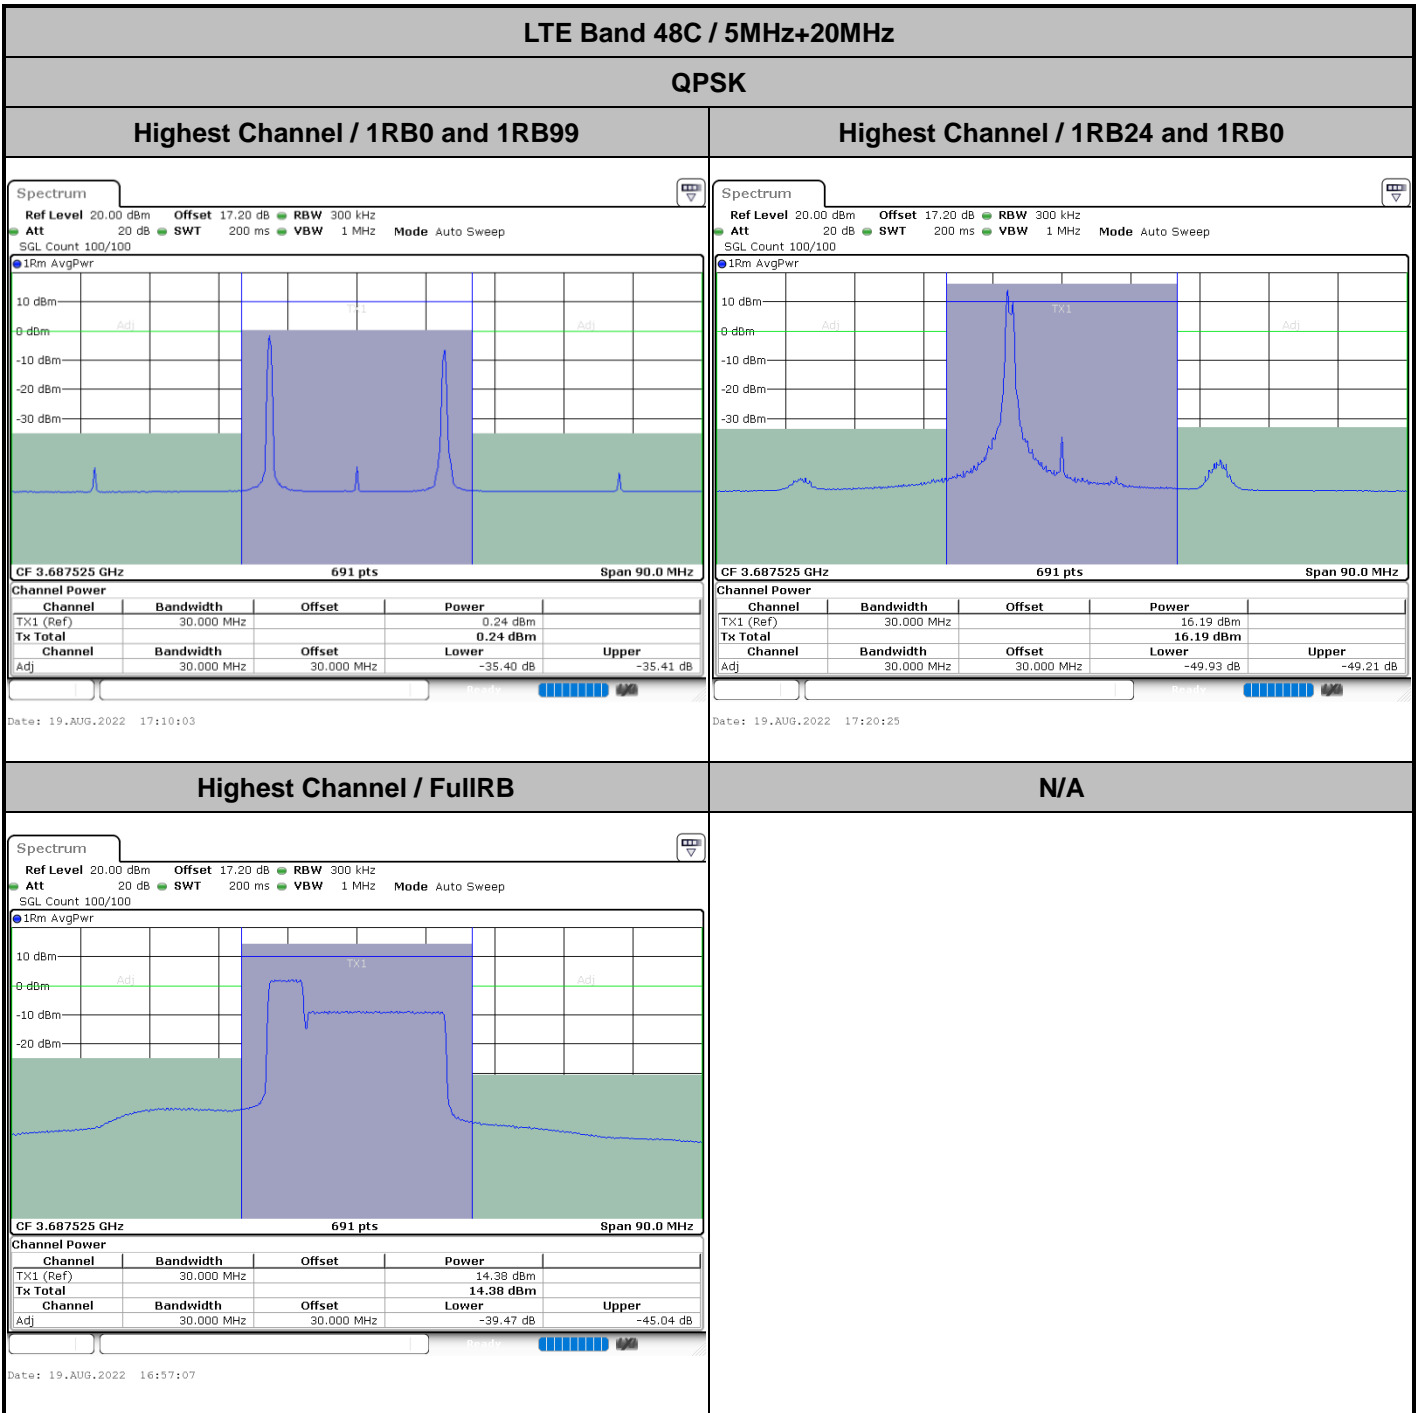 LTE Band 48C / 5MHz+20MHz
QPSK
Highest Channel / 1RB0 and 1RB99
Highest Channel / 1RB24 and 1RB0
Spectrum
Ref Level 20.00 dBm Offset 17.20 dB RBW 300 kHz
Att 20 dB SWT 200 ms VBW 1 MHz Mode Auto Sweep
SGL Count 100/100
1Rm AvgPwr
10 dBm
0 dBm
-10 dBm
-20 dBm
-30 dBm
Adj
TX1
Adj
CF 3.687525 GHz 691 pts Span 90.0 MHz
Channel Power
Channel Bandwidth Offset Power
TX1 (Ref) 30.000 MHz 0.24 dBm
Tx Total 0.24 dBm
Channel Bandwidth Offset Lower Upper
Adj 30.000 MHz 30.000 MHz -35.40 dB -35.41 dB
Ready
Date: 19.AUG.2022 17:10:03
Spectrum
Ref Level 20.00 dBm Offset 17.20 dB RBW 300 kHz
Att 20 dB SWT 200 ms VBW 1 MHz Mode Auto Sweep
SGL Count 100/100
1Rm AvgPwr
10 dBm
0 dBm
-10 dBm
-20 dBm
-30 dBm
Adj
TX1
Adj
CF 3.687525 GHz 691 pts Span 90.0 MHz
Channel Power
Channel Bandwidth Offset Power
TX1 (Ref) 30.000 MHz 16.19 dBm
Tx Total 16.19 dBm
Channel Bandwidth Offset Lower Upper
Adj 30.000 MHz 30.000 MHz -49.93 dB -49.21 dB
Ready
Date: 19.AUG.2022 17:20:25
Highest Channel / FullRB
N/A
Spectrum
Ref Level 20.00 dBm Offset 17.20 dB RBW 300 kHz
Att 20 dB SWT 200 ms VBW 1 MHz Mode Auto Sweep
SGL Count 100/100
1Rm AvgPwr
10 dBm
0 dBm
-10 dBm
-20 dBm
Adj
TX1
Adj
CF 3.687525 GHz 691 pts Span 90.0 MHz
Channel Power
Channel Bandwidth Offset Power
TX1 (Ref) 30.000 MHz 14.38 dBm
Tx Total 14.38 dBm
Channel Bandwidth Offset Lower Upper
Adj 30.000 MHz 30.000 MHz -39.47 dB -45.04 dB
Ready
Date: 19.AUG.2022 16:57:07